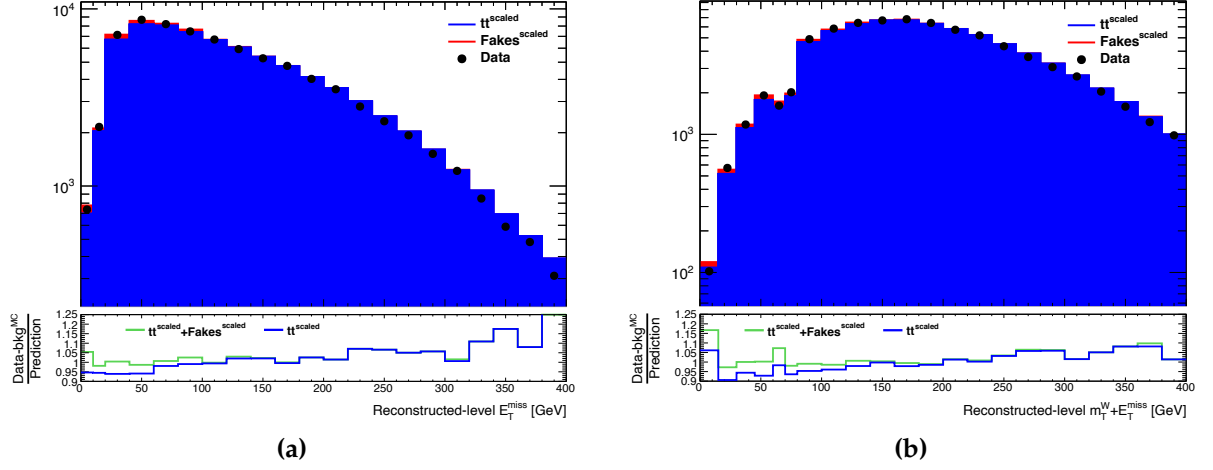 10⁴
10³
tt^scaled
Fakes^scaled
Data
Data-bkg^MC
Prediction
1.25
1.2
1.15
1.1
1.05
1
0.95
0.9
tt^scaled+Fakes^scaled
tt^scaled
0 50 100 150 200 250 300 350 400
Reconstructed-level E_T^miss [GeV]
(a)
10³
10²
tt^scaled
Fakes^scaled
Data
Data-bkg^MC
Prediction
1.25
1.2
1.15
1.1
1.05
1
0.95
0.9
tt^scaled+Fakes^scaled
tt^scaled
0 50 100 150 200 250 300 350 400
Reconstructed-level m_T^W+E_T^miss [GeV]
(b)